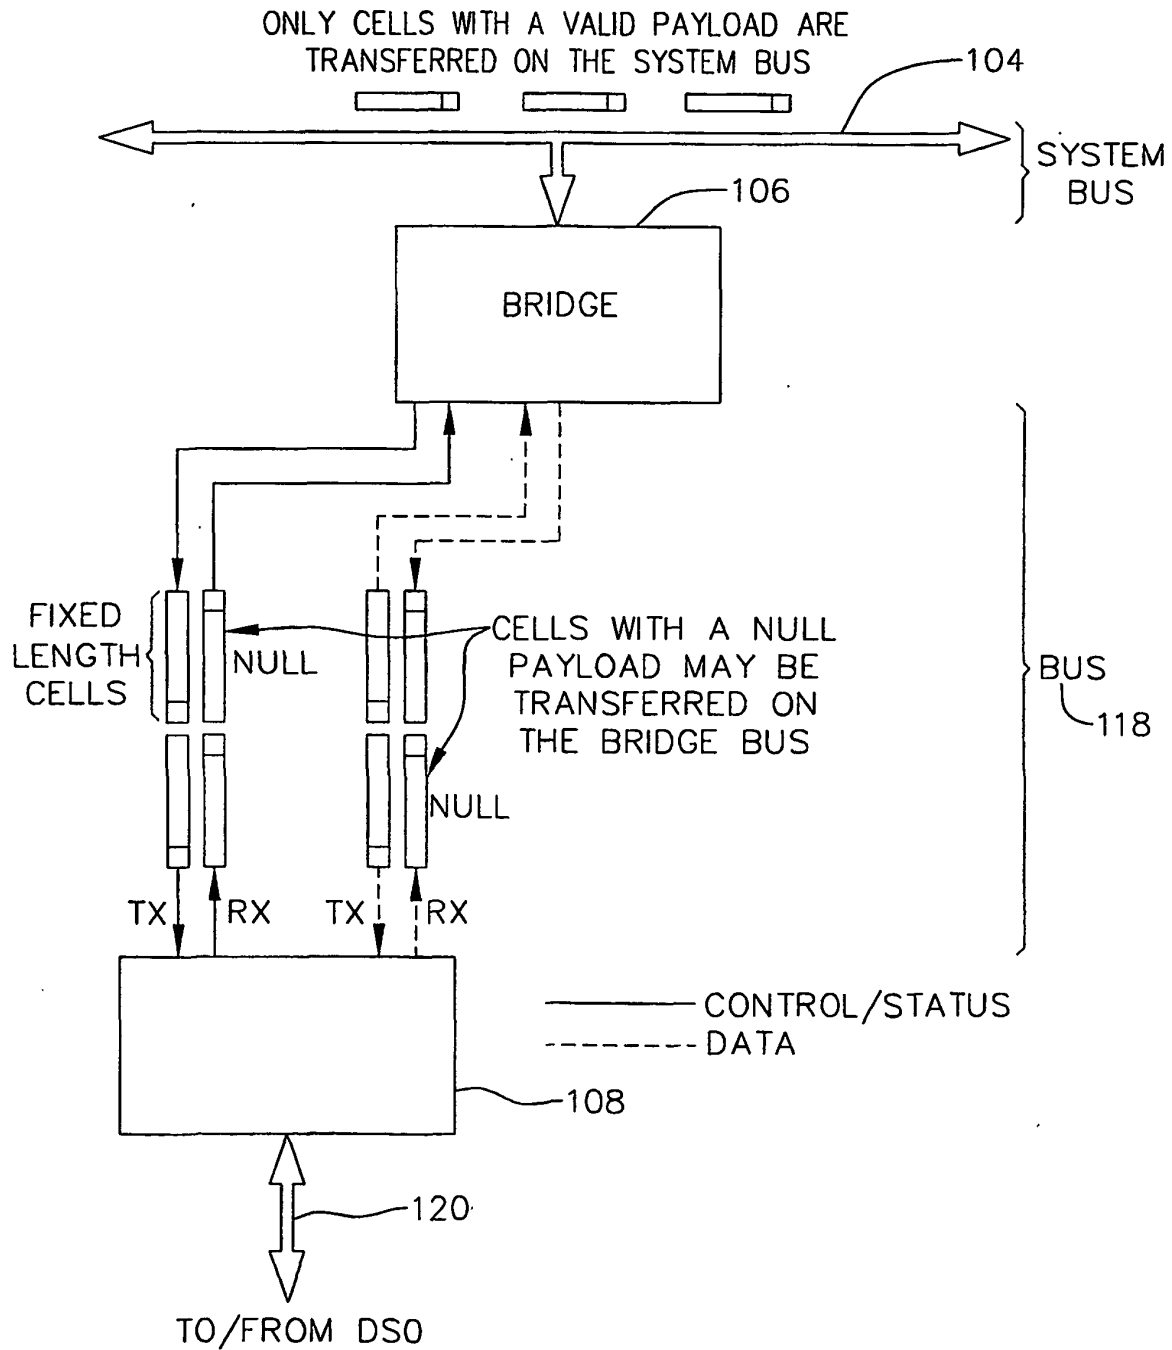 ONLY CELLS WITH A VALID PAYLOAD ARE
TRANSFERRED ON THE SYSTEM BUS
104
SYSTEM
BUS
106
BRIDGE
FIXED
LENGTH
CELLS
NULL
CELLS WITH A NULL
PAYLOAD MAY BE
TRANSFERRED ON
THE BRIDGE BUS
NULL
BUS
118
TX
RX
TX
RX
CONTROL/STATUS
DATA
108
120
TO/FROM DS0